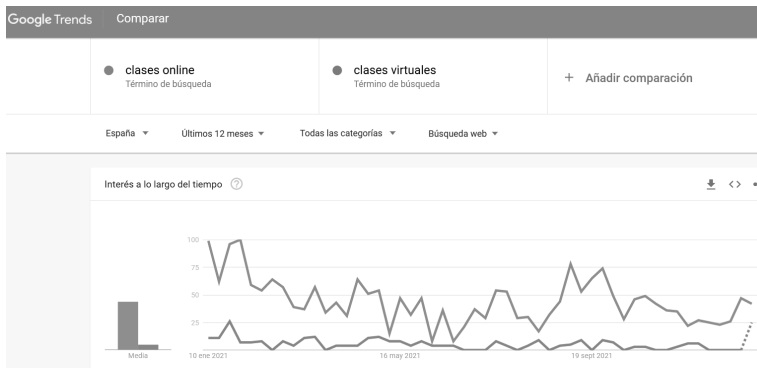 Google Trends Comparar
clases online clases virtuales
Término de búsqueda Término de búsqueda
+ Añadir comparación
España Últimos 12 meses Todas las categorías Búsqueda web
Interés a lo largo del tiempo ?
100
75
50
25
Media 10 ene.2021 16 may 2021 19 sept 2021